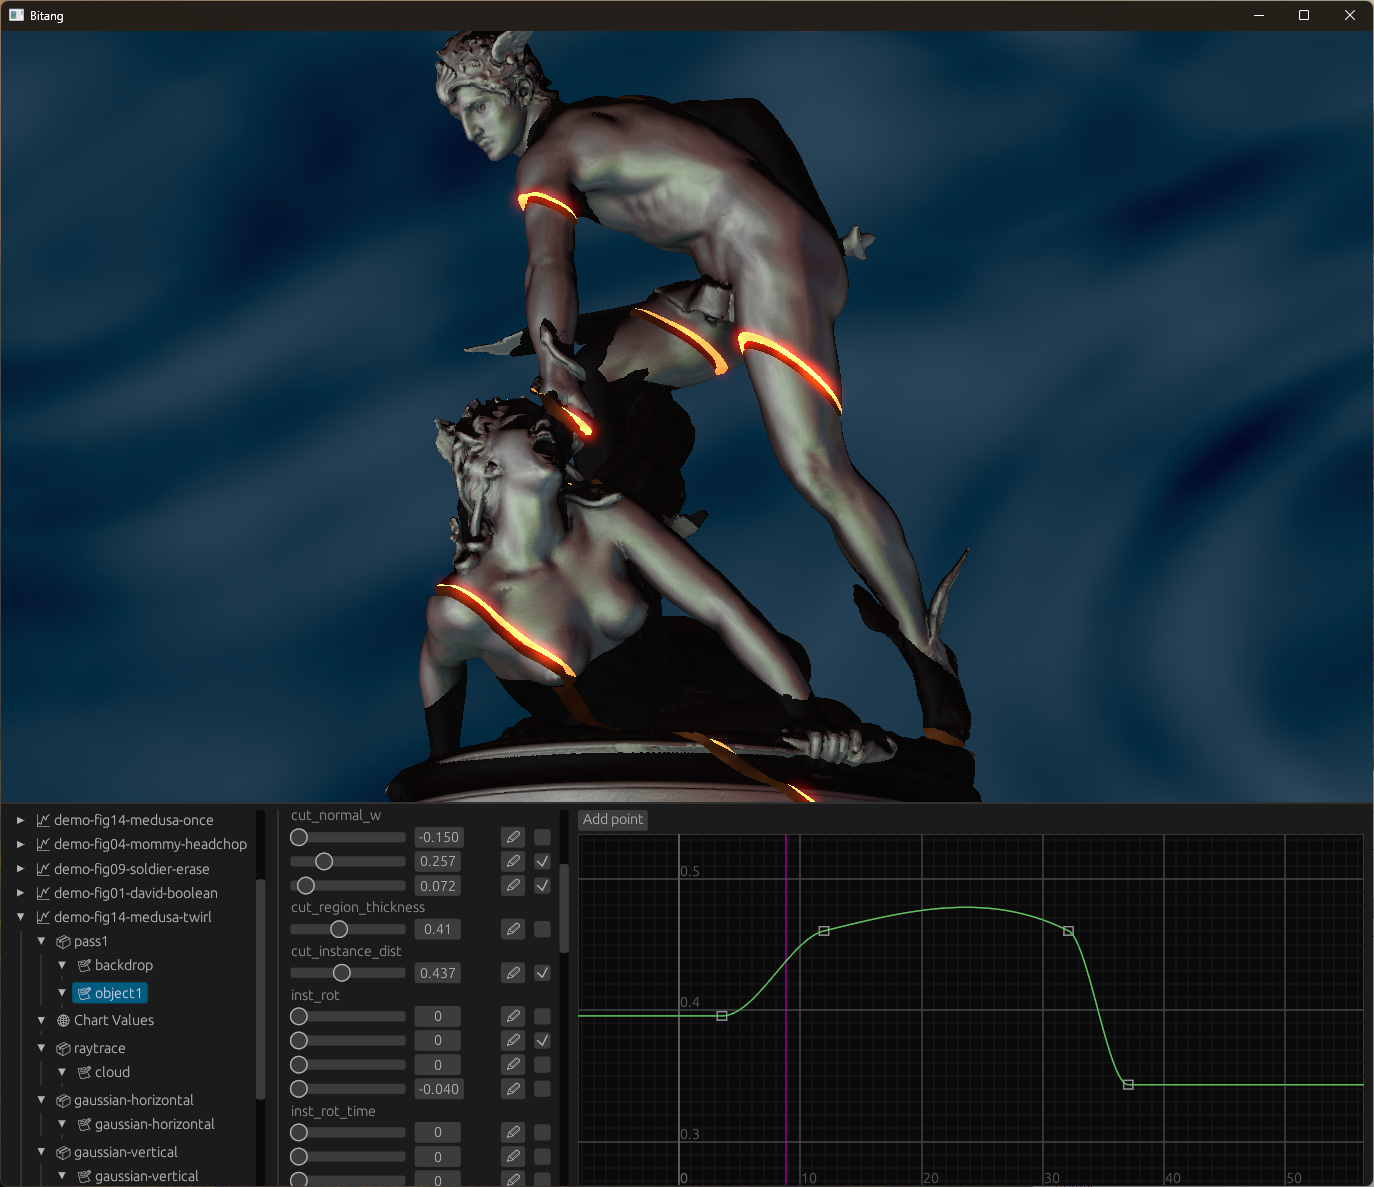 Bitang
demo-fig14-medusa-once
demo-fig04-mommy-headchop
demo-fig09-soldier-erase
demo-fig01-david-boolean
demo-fig14-medusa-twirl
pass1
backdrop
object1
Chart Values
raytrace
cloud
gaussian-horizontal
gaussian-horizontal
gaussian-vertical
gaussian-vertical
cut_normal_w
-0.150
0.257
0.072
cut_region_thickness
0.41
cut_instance_dist
0.437
inst_rot
0
0
0
-0.040
inst_rot_time
0
0
0
Add point
0.5
0.4
0.3
0 10 20 30 40 50